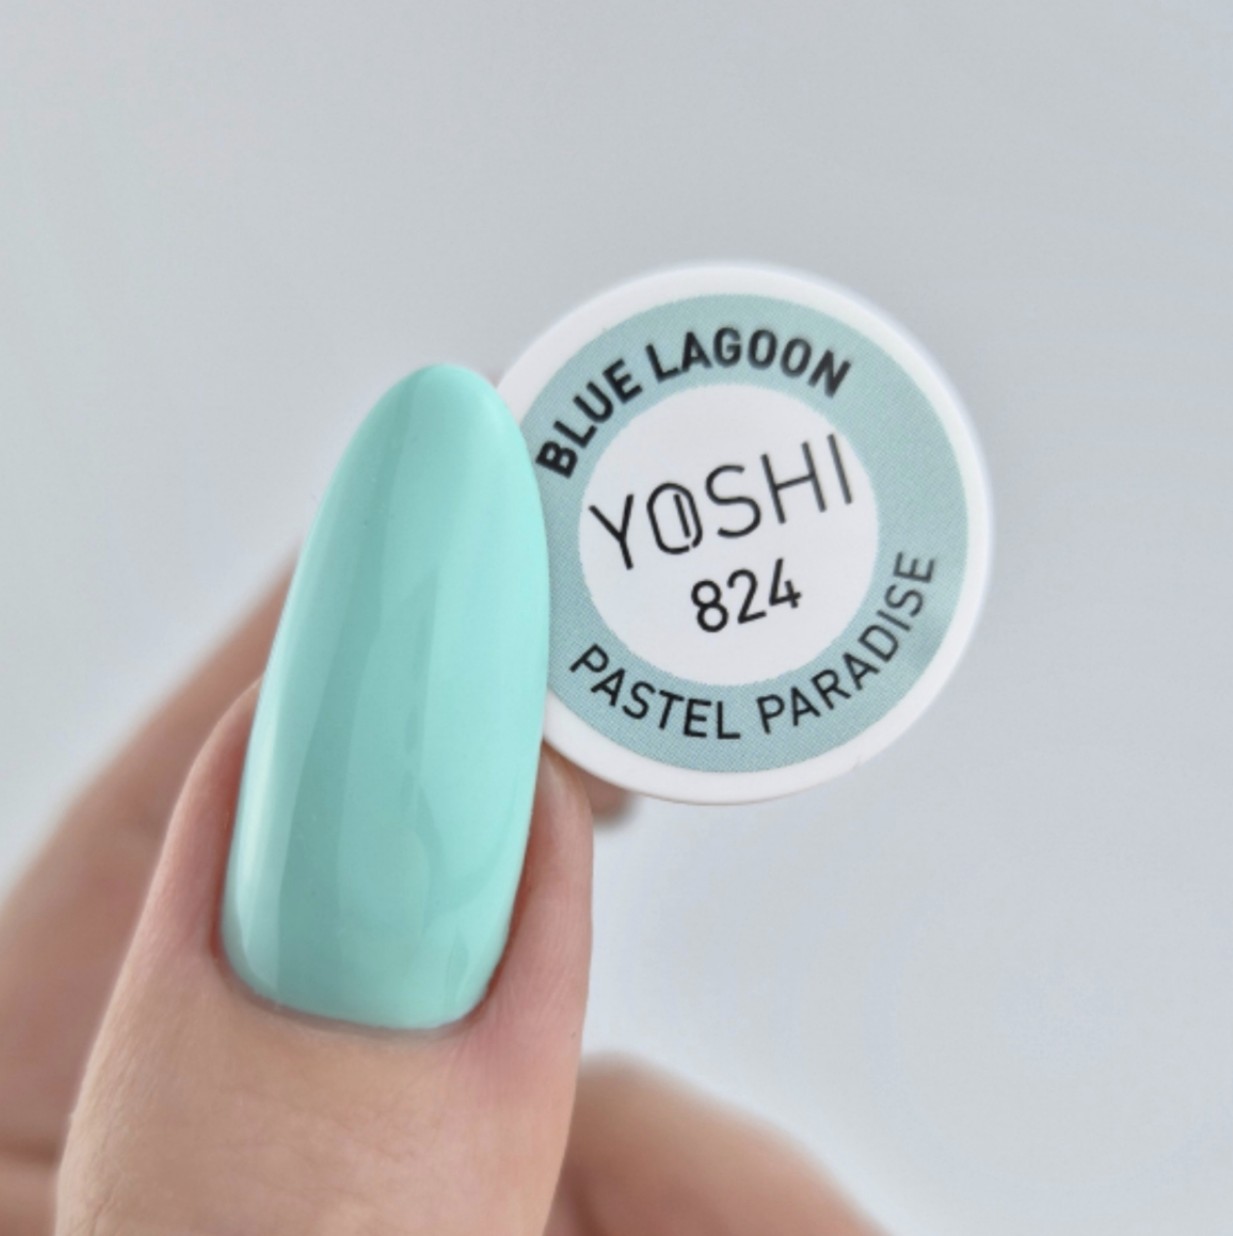 BLUE LAGOON
YOSHI
824
PASTEL PARADISE